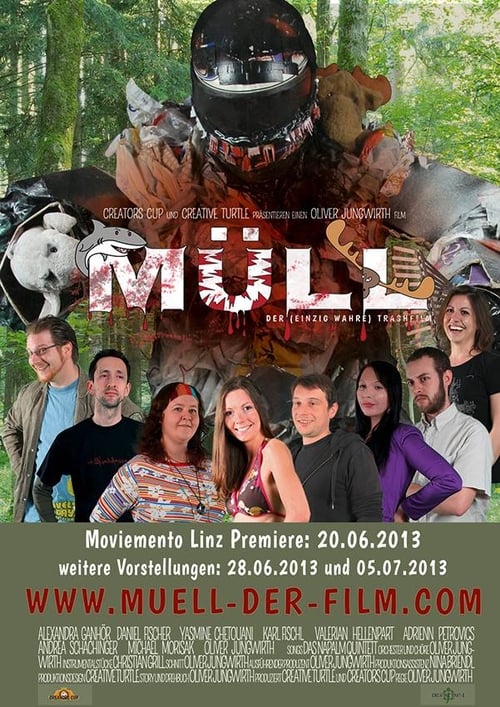 CREATORS CUP UND CREATIVE TURTLE PRÄSENTIEREN EINEN OLIVER JUNGWIRTH FILM
MÜLL
DER (EINZIG WAHRE) TRASHFILM
Moviemento Linz Premiere: 20.06.2013
weitere Vorstellungen: 28.06.2013 und 05.07.2013
WWW.MUELL-DER-FILM.COM
ALEXANDRA GANHÖR DANIEL FISCHER YASMINE CHETOUANI KARL FISCHL VALERIAN HELLENPART ADRIENN PETROVICS
ANDREA SCHACHINGER MICHAEL MORISAK OLIVER JUNGWIRTH SONGS DAS NAPALM QUINTETT ORCHESTER UND CHÖRE OLIVER JUNG-
WIRTH INSTRUMENTALSTÜCKE CHRISTIAN GRILL SCHNITT OLIVER JUNGWIRTH AUSFÜHRENDER PRODUZENT OLIVER JUNGWIRTH PRODUKTIONSASSISTENT NINA BRIENDL
PRODUKTIONSDESIGN CREATIVE TURTLE STORY UND DREHBUCH OLIVER JUNGWIRTH PRODUZIERT CREATIVE TURTLE UND CREATORS CUP REGIE OLIVER JUNGWIRTH
CREATORS CUP